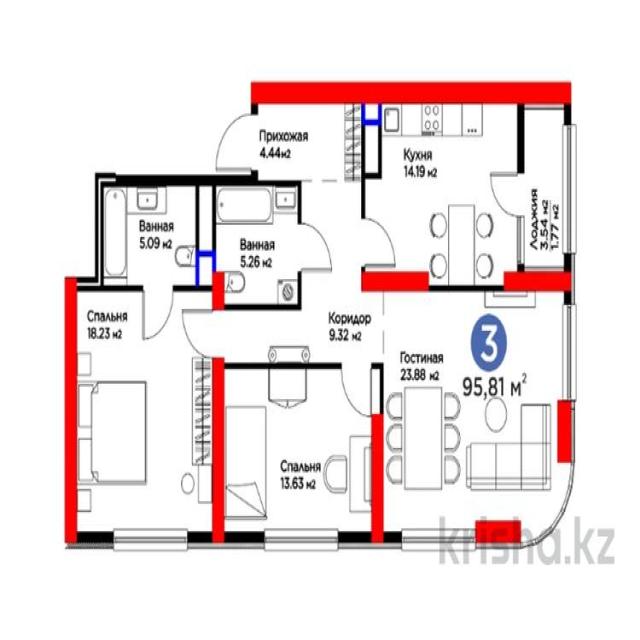 Прихожая
4.44м2
Кухня
14.19 м2
Лоджия
3.54 м2
1.77 м2
Ванная
5.09 м2
Ванная
5.26 м2
Спальня
18.23 м2
Коридор
9.32 м2
Гостиная
23.88 м2
3
95,81 м2
Спальня
13.63 м2
krisha.kz